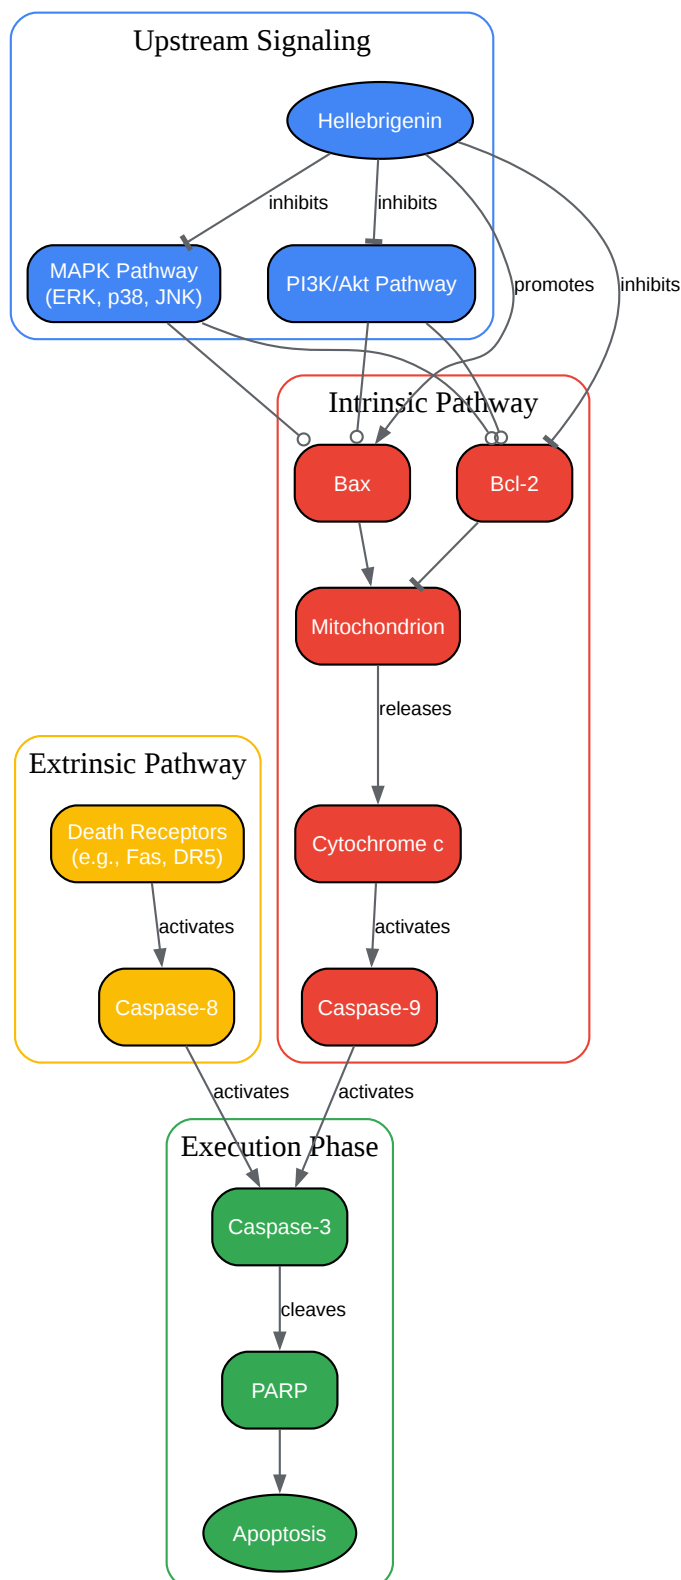 Upstream Signaling
Hellebrigenin
inhibits
inhibits
MAPK Pathway
(ERK, p38, JNK)
PI3K/Akt Pathway
promotes
inhibits
Intrinsic Pathway
Bax
Bcl-2
Mitochondrion
releases
Extrinsic Pathway
Death Receptors
(e.g., Fas, DR5)
Cytochrome c
activates
activates
Caspase-8
Caspase-9
activates
activates
Execution Phase
Caspase-3
cleaves
PARP
Apoptosis